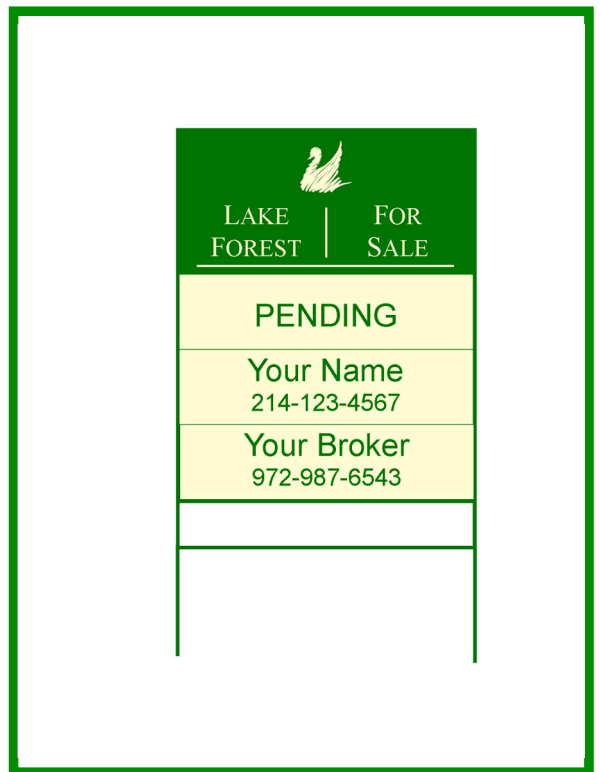 LAKE FOREST
FOR SALE
PENDING
Your Name
214-123-4567
Your Broker
972-987-6543